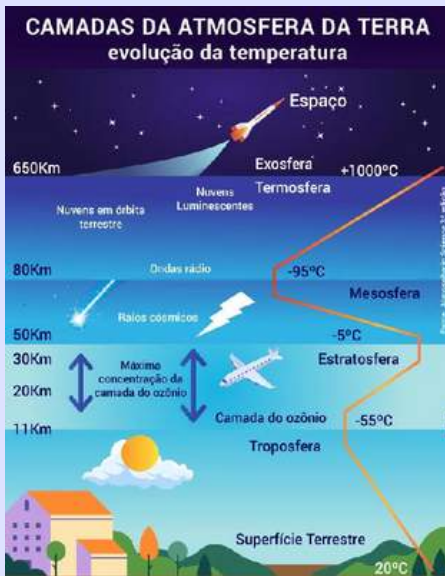 CAMADAS DA ATMOSFERA DA TERRA
evolução da temperatura
Espaço
Exosfera
650Km
+1000ºC
Termosfera
Nuvens
Luminescentes
Nuvens em órbita
terrestre
80Km
Ondas rádio
-95ºC
Mesosfera
Raios cósmicos
50Km
-5ºC
30Km
Estratosfera
Máxima
concentração da
camada do ozônio
20Km
Camada do ozônio
-55ºC
11Km
Troposfera
Superfície Terrestre
20ºC